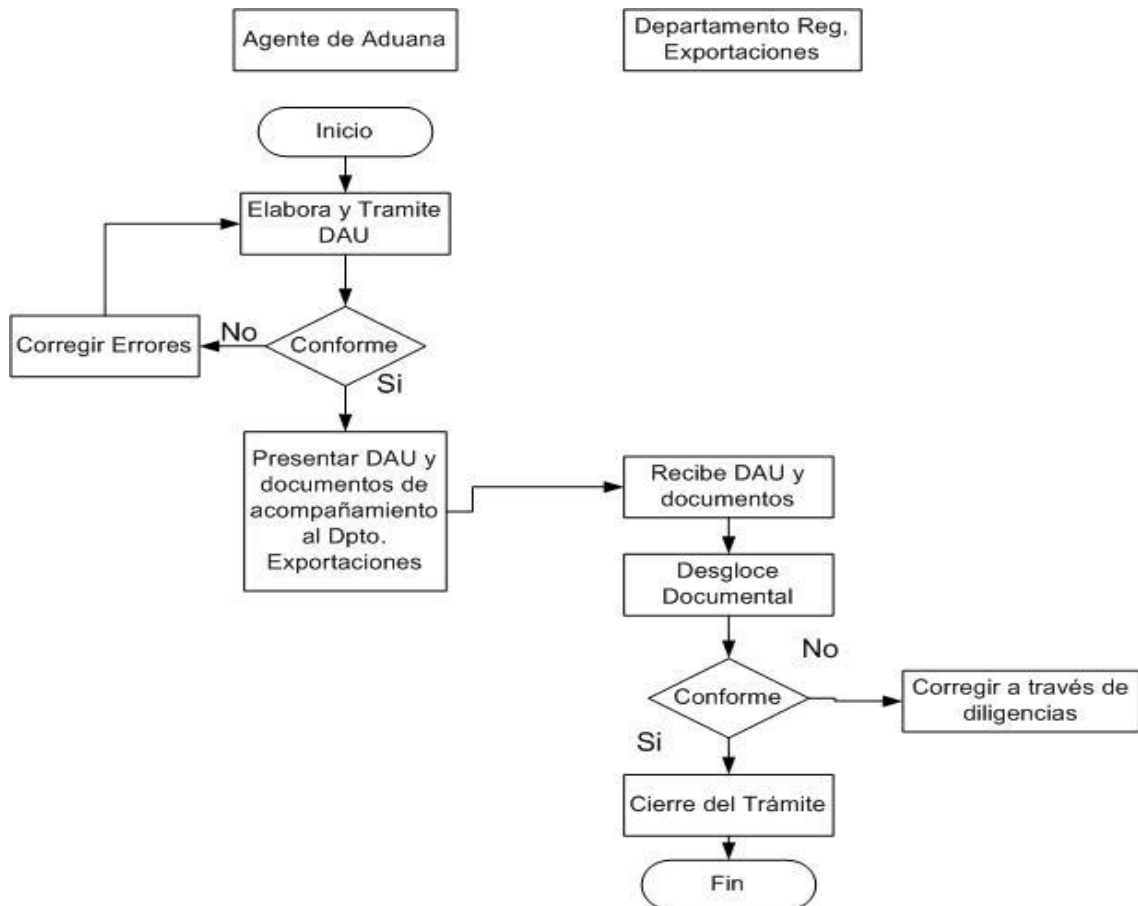 Agente de Aduana
Departamento Reg,
Exportaciones
Inicio
Elabora y Tramite
DAU
Corregir Errores
No
Conforme
Si
Presentar DAU y
documentos de
acompañamiento
al Dpto.
Exportaciones
Recibe DAU y
documentos
Desgloce
Documental
No
Conforme
Corregir a través de
diligencias
Si
Cierre del Trámite
Fin